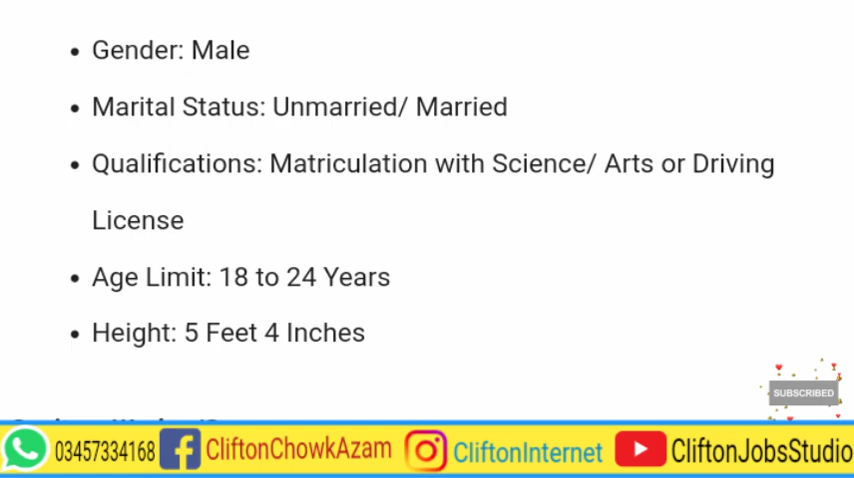 Gender: Male
Marital Status: Unmarried/ Married
Qualifications: Matriculation with Science/ Arts or Driving
License
Age Limit: 18 to 24 Years
Height: 5 Feet 4 Inches
SUBSCRIBED
03457334168 CliftonChowkAzam CliftonInternet CliftonJobsStudio